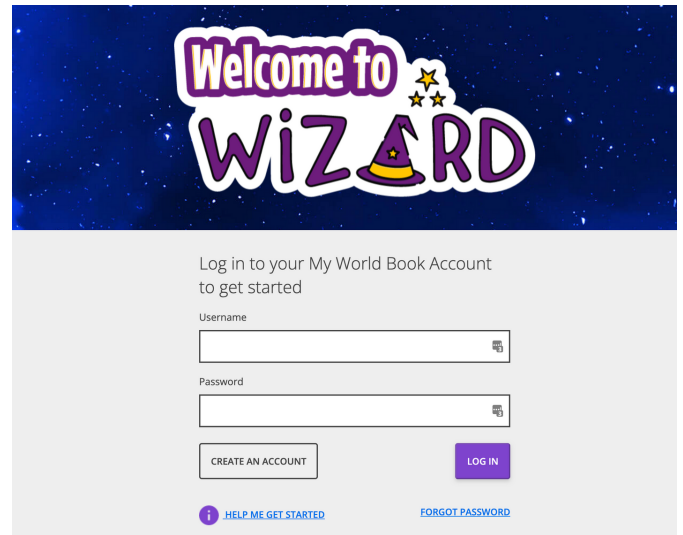 Welcome to
WiZARD
Log in to your My World Book Account
to get started
Username
Password
CREATE AN ACCOUNT
LOG IN
i
HELP ME GET STARTED
FORGOT PASSWORD